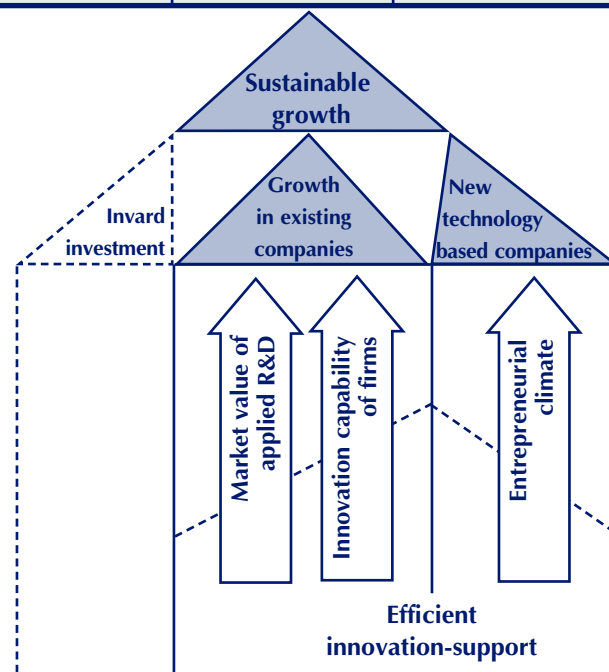 Sustainable
growth
Invard
investment
Growth
in existing
companies
New
technology
based companies
Market value of
applied R&D
Innovation capability
of firms
Entrepreneurial
climate
Efficient
innovation-support